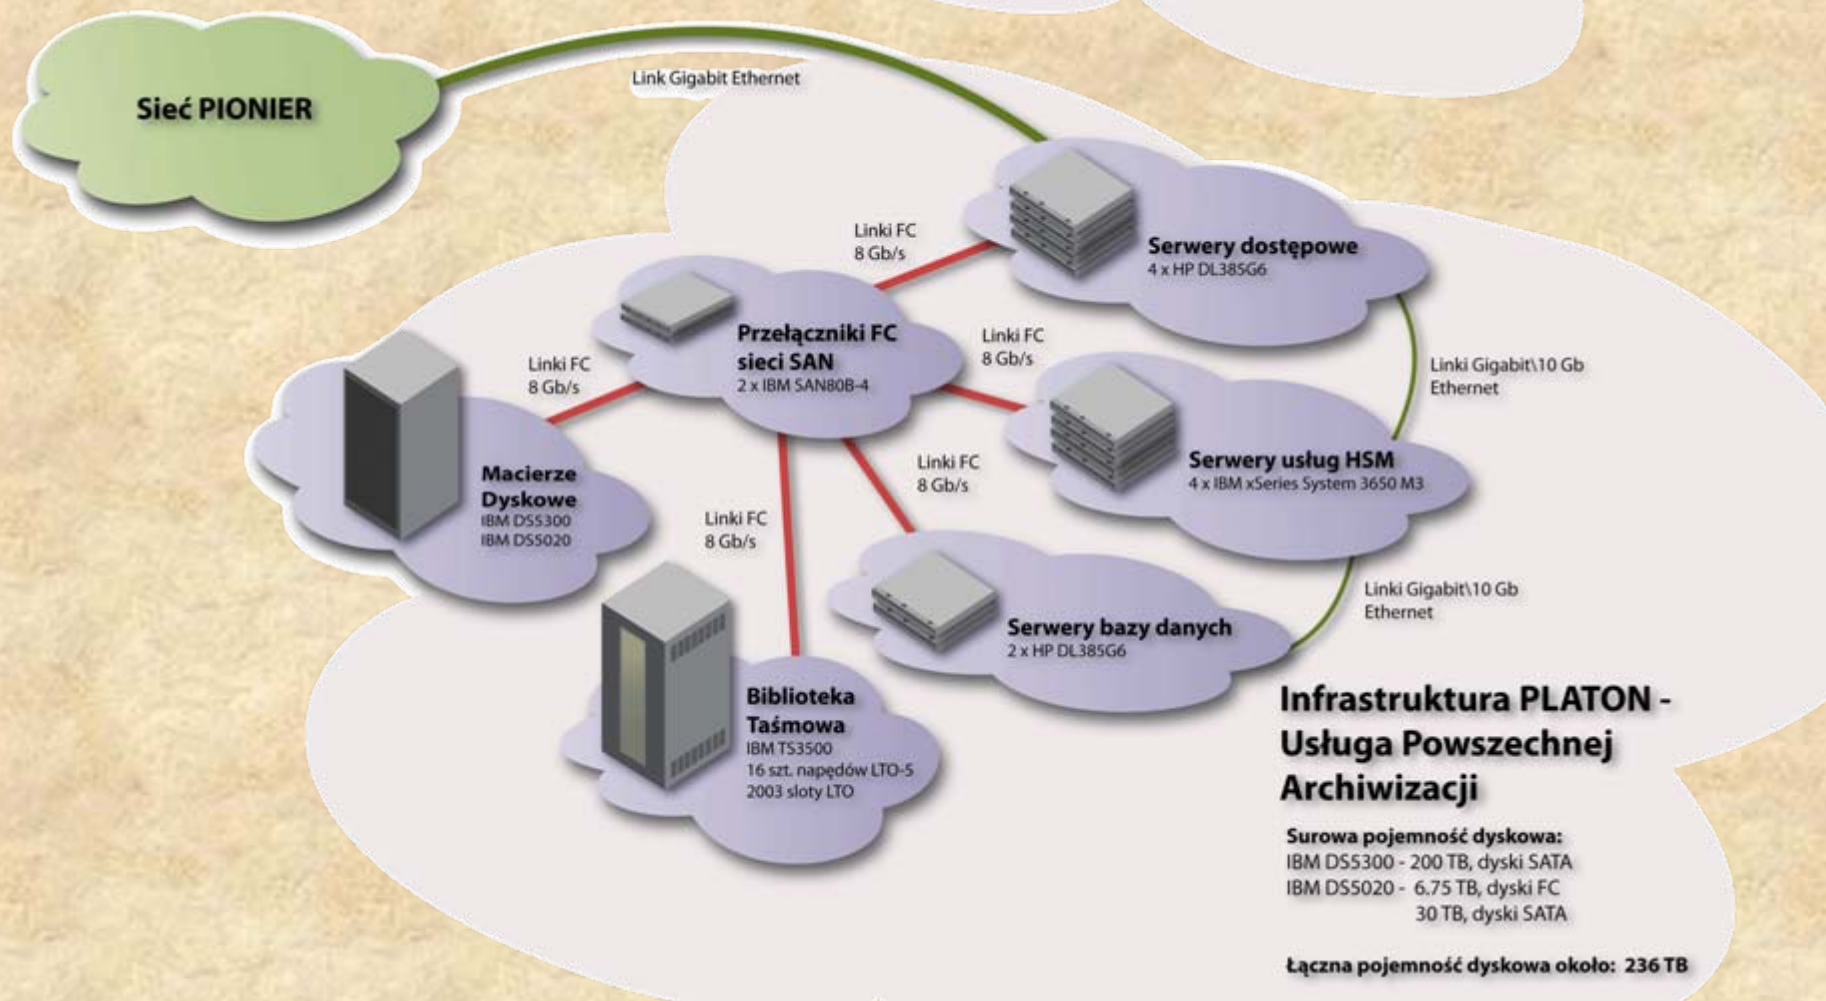 Sieć PIONIER
Link Gigabit Ethernet
Linki FC
8 Gb/s
Serwery dostępowe
4 x HP DL385G6
Przełączniki FC
sieci SAN
2 x IBM SAN80B-4
Linki FC
8 Gb/s
Linki FC
8 Gb/s
Linki Gigabit\10 Gb
Ethernet
Macierze
Dyskowe
IBM DS5300
IBM DS5020
Linki FC
8 Gb/s
Serwery usług HSM
4 x IBM xSeries System 3650 M3
Linki FC
8 Gb/s
Linki Gigabit\10 Gb
Ethernet
Serwery bazy danych
2 x HP DL385G6
Biblioteka
Taśmowa
IBM TS3500
16 szt. napędów LTO-5
2003 sloty LTO
Infrastruktura PLATON -
Usługa Powszechnej
Archiwizacji
Surowa pojemność dyskowa:
IBM DS5300 - 200 TB, dyski SATA
IBM DS5020 - 6.75 TB, dyski FC
30 TB, dyski SATA
Łączna pojemność dyskowa około: 236 TB